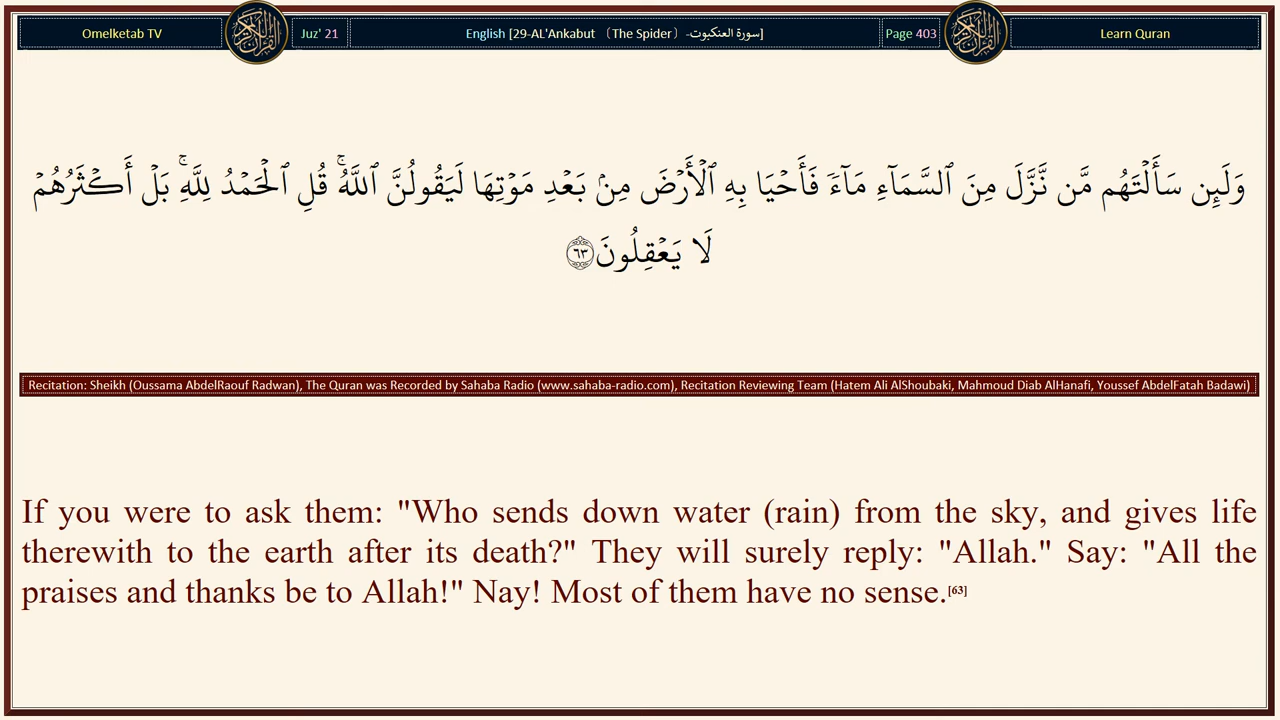 Omelketab TV
Juz' 21
English [29-AL'Ankabut （The Spider） -سورة العنكبوت]
Page 403
Learn Quran
وَلَئِن سَأَلۡتَهُم مَّن نَّزَّلَ مِنَ ٱلسَّمَآءِ مَآءٗ فَأَحۡيَا بِهِ ٱلۡأَرۡضَ مِنۢ بَعۡدِ مَوۡتِهَا لَيَقُولُنَّ ٱللَّهُۚ قُلِ ٱلۡحَمۡدُ لِلَّهِۚ بَلۡ أَكۡثَرُهُمۡ
لَا يَعۡقِلُونَ ٦٣
Recitation: Sheikh (Oussama AbdelRaouf Radwan), The Quran was Recorded by Sahaba Radio (www.sahaba-radio.com), Recitation Reviewing Team (Hatem Ali AlShoubaki, Mahmoud Diab AlHanafi, Youssef AbdelFatah Badawi)
If you were to ask them: "Who sends down water (rain) from the sky, and gives life
therewith to the earth after its death?" They will surely reply: "Allah." Say: "All the
praises and thanks be to Allah!" Nay! Most of them have no sense.[63]